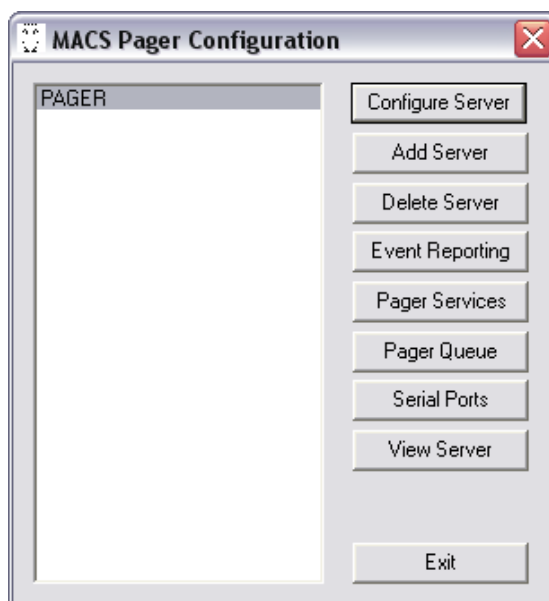 MACS Pager Configuration
PAGER
Configure Server
Add Server
Delete Server
Event Reporting
Pager Services
Pager Queue
Serial Ports
View Server
Exit